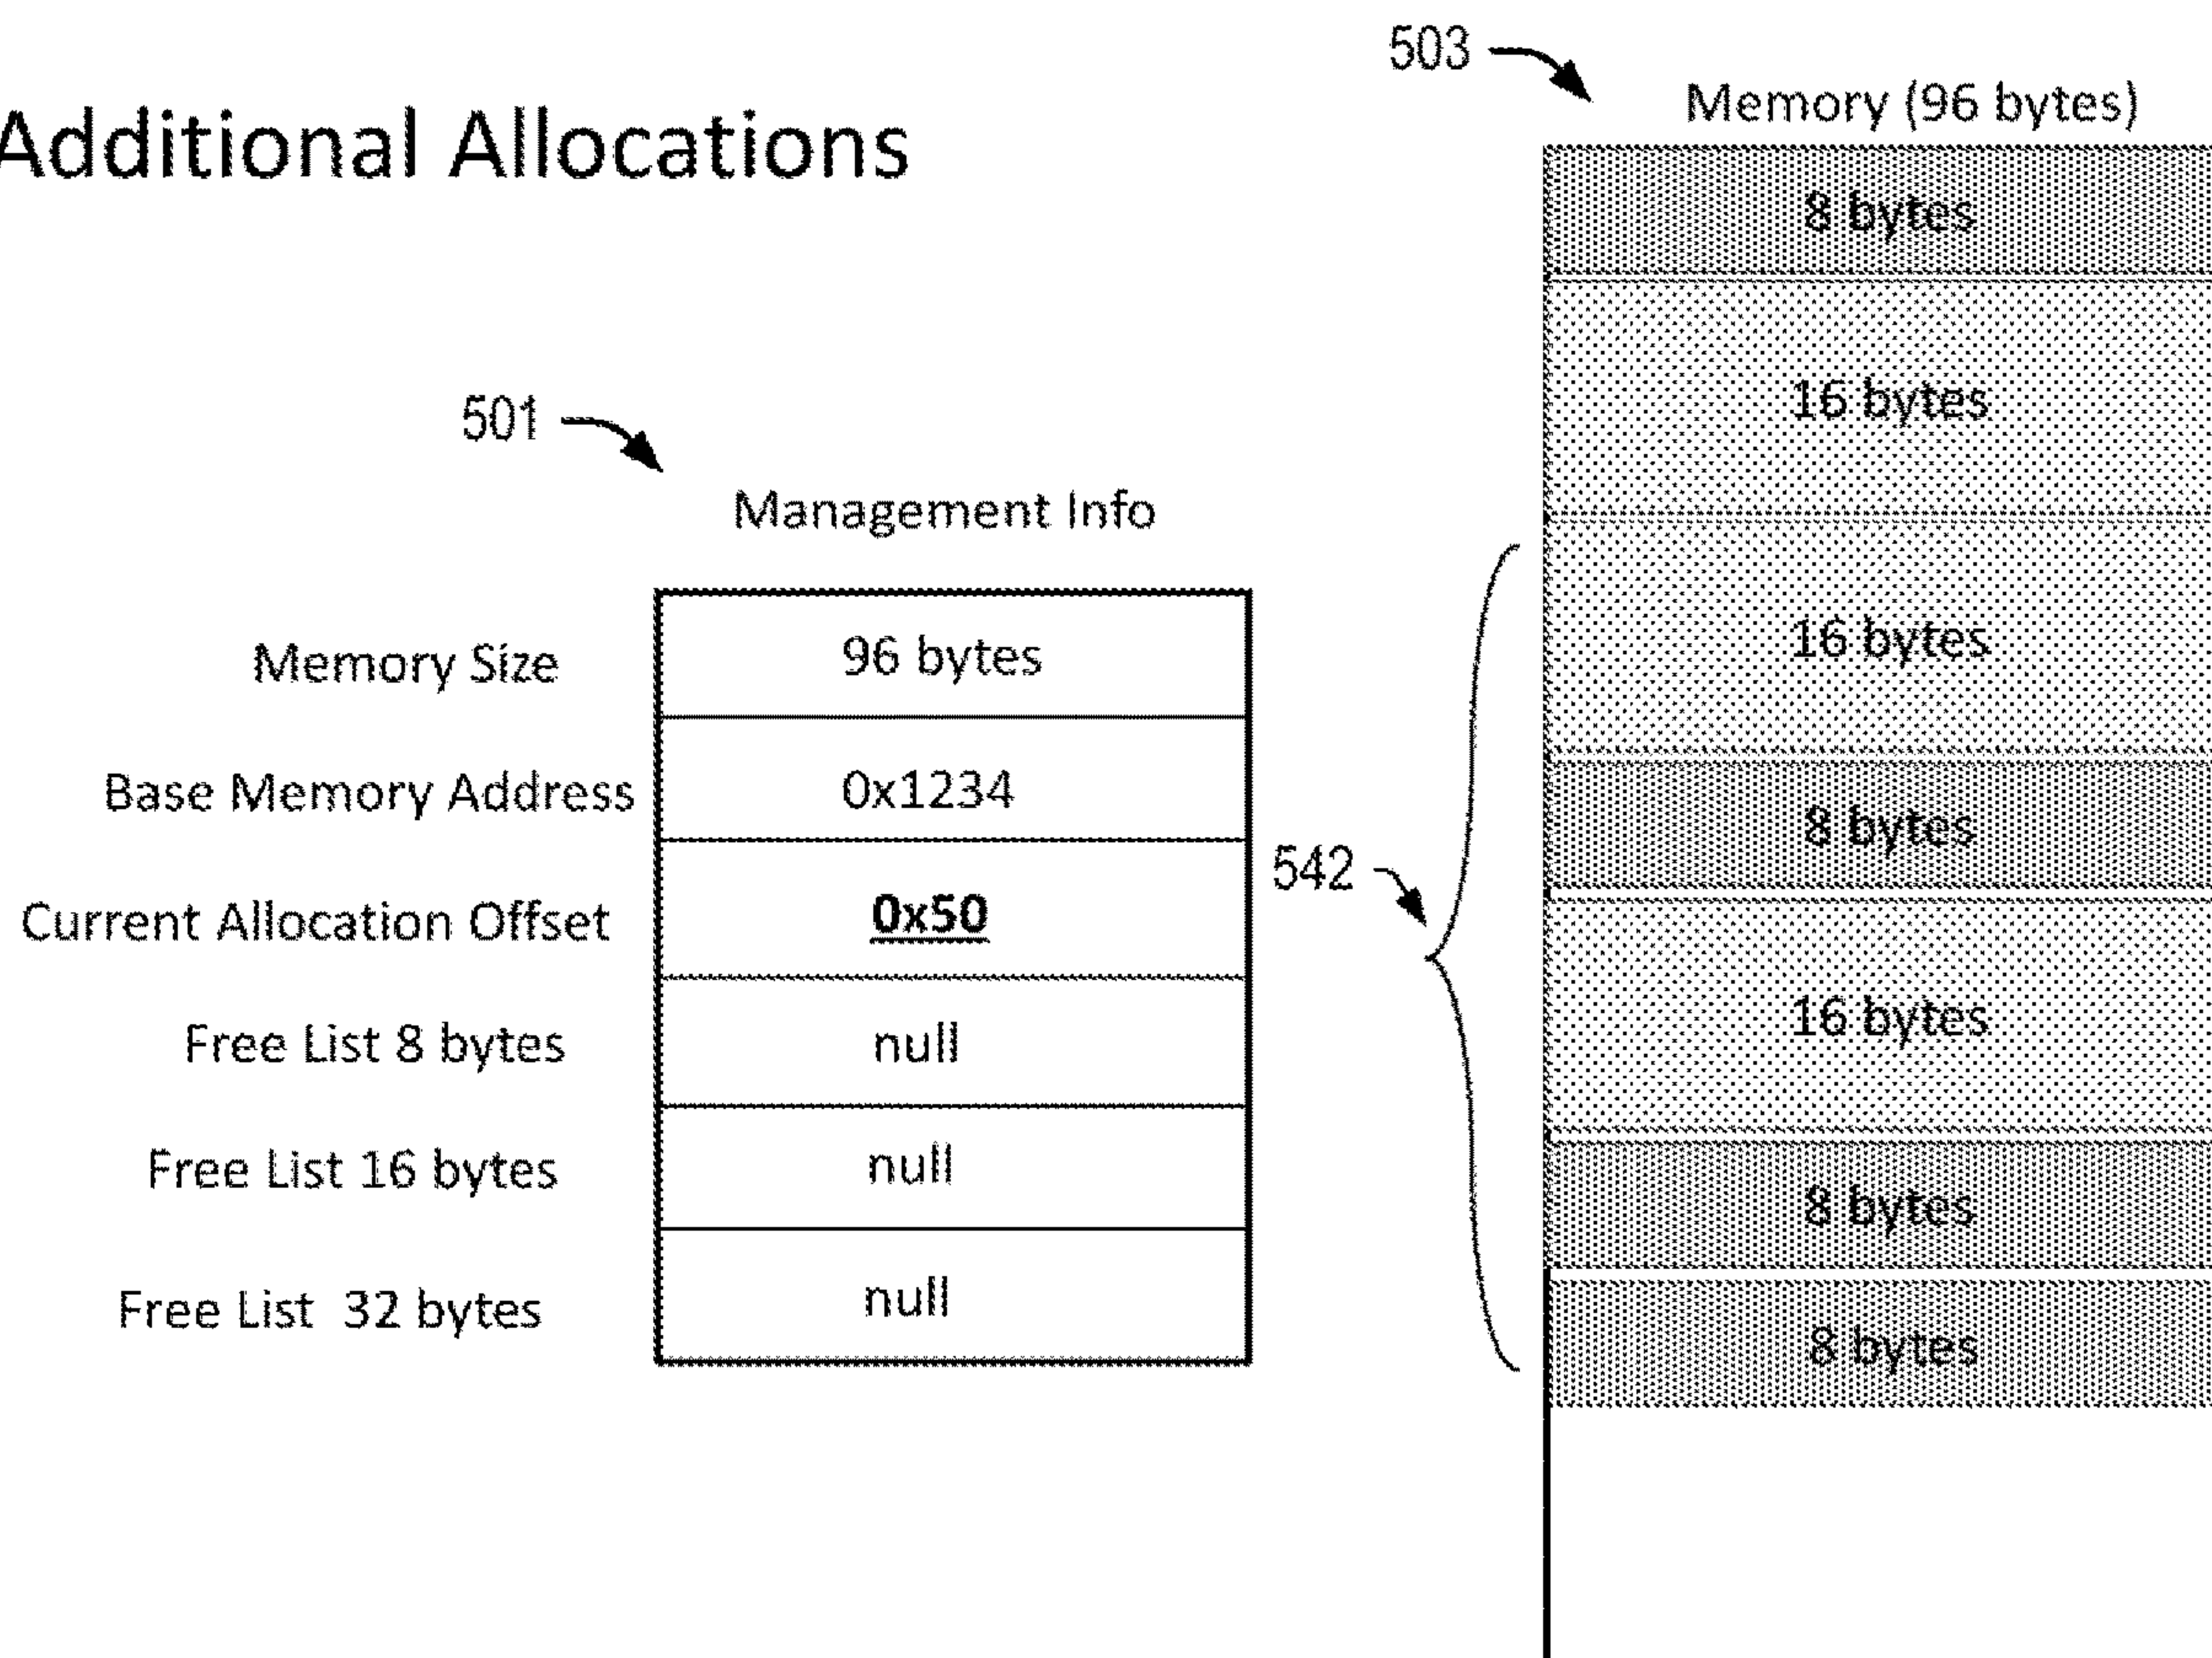 503
Memory (96 bytes)
Additional Allocations
8 bytes
16 bytes
501
Management Info
16 bytes
Memory Size 96 bytes
Base Memory Address 0x1234
8 bytes
542
Current Allocation Offset 0x50
16 bytes
Free List 8 bytes null
Free List 16 bytes null
8 bytes
Free List 32 bytes null
8 bytes